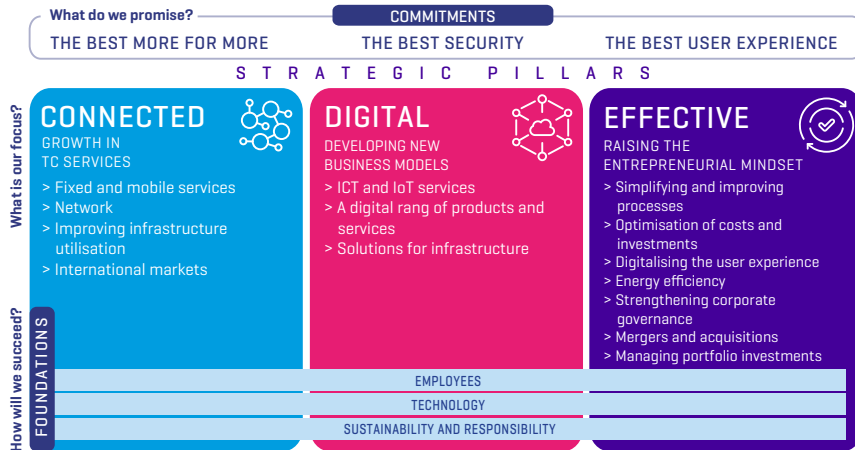 What do we promise?
COMMITMENTS
THE BEST MORE FOR MORE
THE BEST SECURITY
THE BEST USER EXPERIENCE
STRATEGIC PILLARS
What is our focus?
CONNECTED
GROWTH IN
TC SERVICES
> Fixed and mobile services
> Network
> Improving infrastructure
utilisation
> International markets
DIGITAL
DEVELOPING NEW
BUSINESS MODELS
> ICT and IoT services
> A digital rang of products and
services
> Solutions for infrastructure
EFFECTIVE
RAISING THE
ENTREPRENEURIAL MINDSET
> Simplifying and improving
processes
> Optimisation of costs and
investments
> Digitalising the user experience
> Energy efficiency
> Strengthening corporate
governance
> Mergers and acquisitions
> Managing portfolio investments
How will we succeed?
FOUNDATIONS
EMPLOYEES
TECHNOLOGY
SUSTAINABILITY AND RESPONSIBILITY